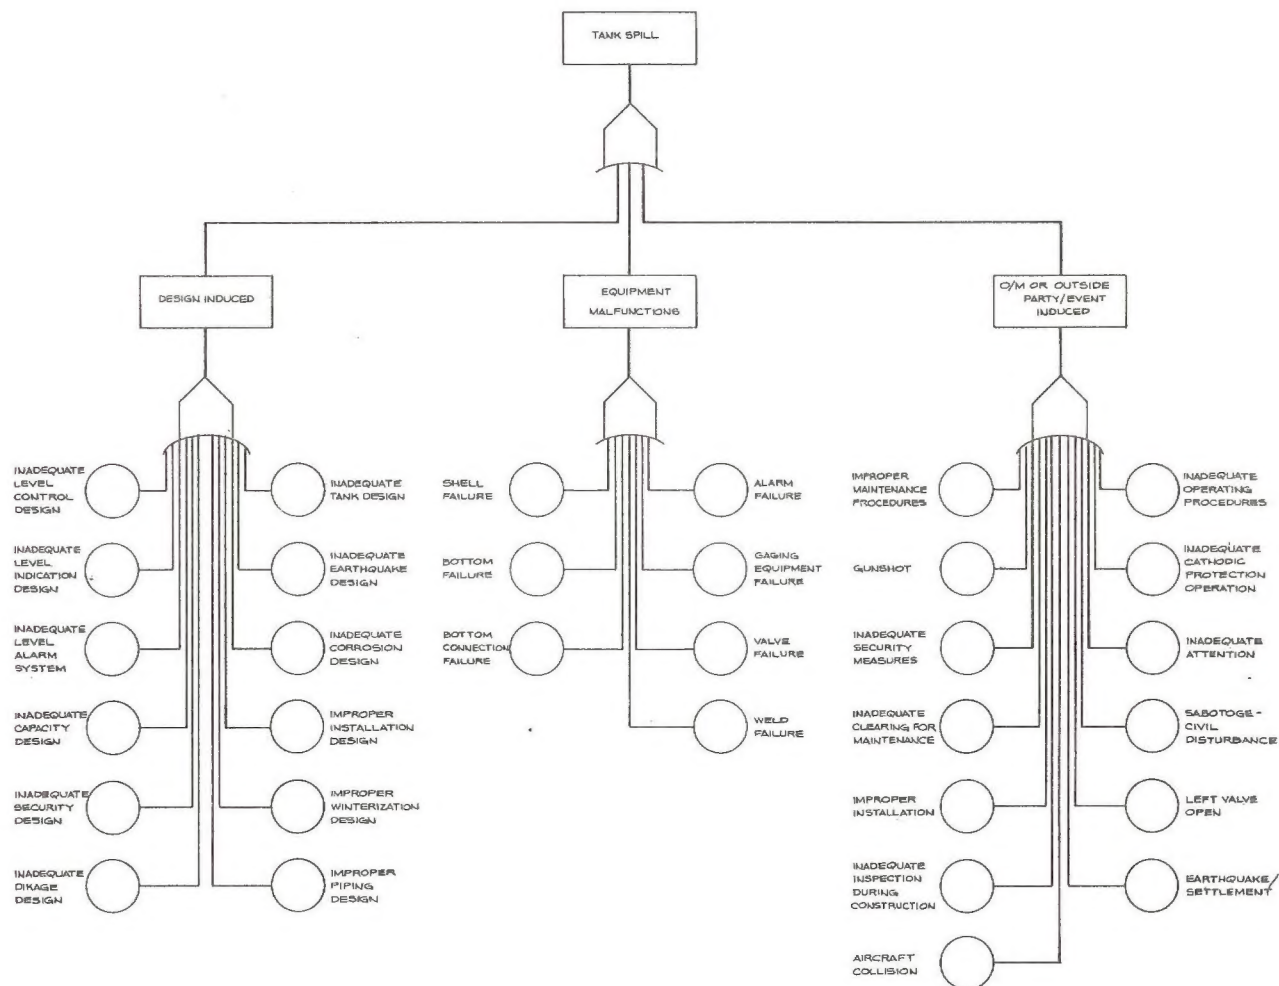 TANK SPILL
DESIGN INDUCED
EQUIPMENT
MALFUNCTIONS
O/M OR OUTSIDE
PARTY/EVENT
INDUCED
INADEQUATE
LEVEL
CONTROL
DESIGN
INADEQUATE
TANK DESIGN
INADEQUATE
LEVEL
INDICATION
DESIGN
INADEQUATE
EARTHQUAKE
DESIGN
INADEQUATE
LEVEL
ALARM
SYSTEM
INADEQUATE
CORROSION
DESIGN
INADEQUATE
CAPACITY
DESIGN
IMPROPER
INSTALLATION
DESIGN
INADEQUATE
SECURITY
DESIGN
IMPROPER
WINTERIZATION
DESIGN
INADEQUATE
DIKAGE
DESIGN
IMPROPER
PIPING
DESIGN
SHELL
FAILURE
ALARM
FAILURE
BOTTOM
FAILURE
GAGING
EQUIPMENT
FAILURE
BOTTOM
CONNECTION
FAILURE
VALVE
FAILURE
WELD
FAILURE
IMPROPER
MAINTENANCE
PROCEDURES
INADEQUATE
OPERATING
PROCEDURES
GUNSHOT
INADEQUATE
CATHODIC
PROTECTION
OPERATION
INADEQUATE
SECURITY
MEASURES
INADEQUATE
ATTENTION
INADEQUATE
CLEARING FOR
MAINTENANCE
SABOTOGE-
CIVIL
DISTURBANCE
IMPROPER
INSTALLATION
LEFT VALVE
OPEN
INADEQUATE
INSPECTION
DURING
CONSTRUCTION
EARTHQUAKE/
SETTLEMENT
AIRCRAFT
COLLISION